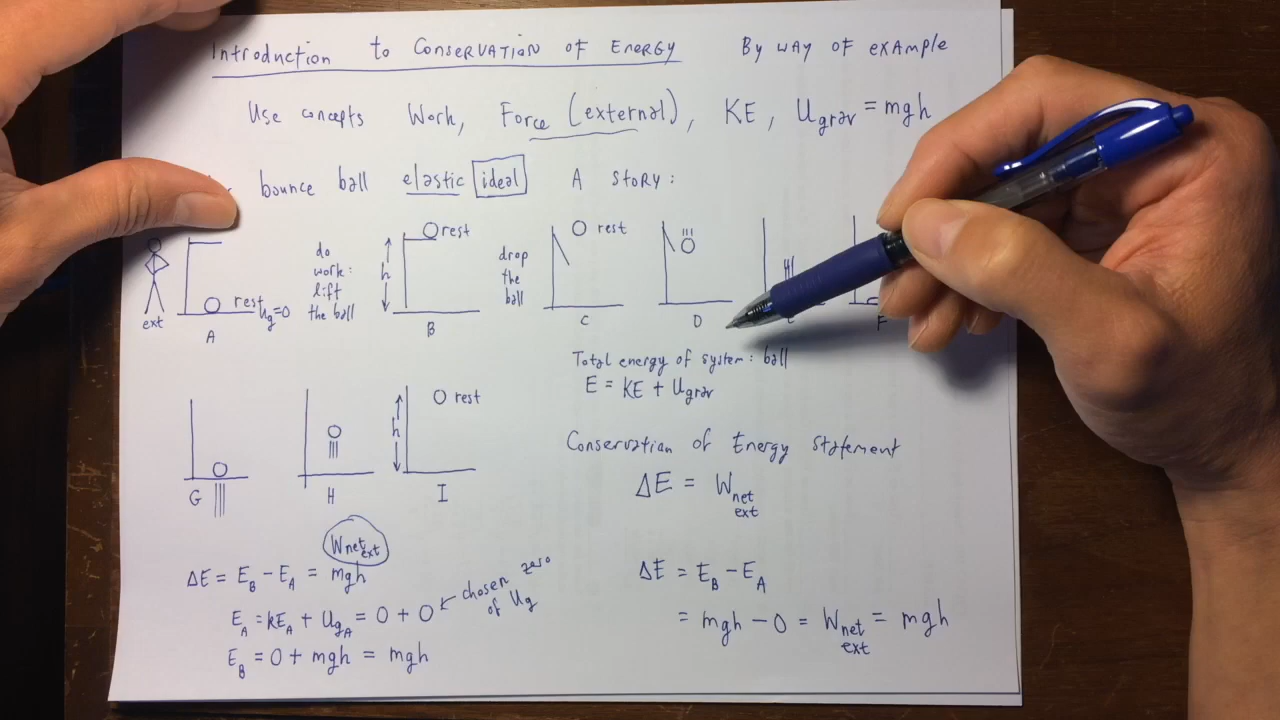 Introduction to Conservation of Energy By way of example
Use concepts Work, Force (external), KE, Ugrav = mgh
bounce ball elastic ideal A story:
ext
rest
Ug=0
A
do work: lift the ball
h
rest
B
drop the ball
rest
C
D
F
Total energy of system: ball
E = KE + Ugrav
G
H
h
rest
I
Conservation of Energy Statement
ΔE = Wnet ext
Wnet ext
ΔE = EB − EA = mgh
EA = KEA + UgA = 0 + 0 chosen zero of Ug
EB = 0 + mgh = mgh
ΔE = EB − EA
= mgh − 0 = Wnet ext = mgh